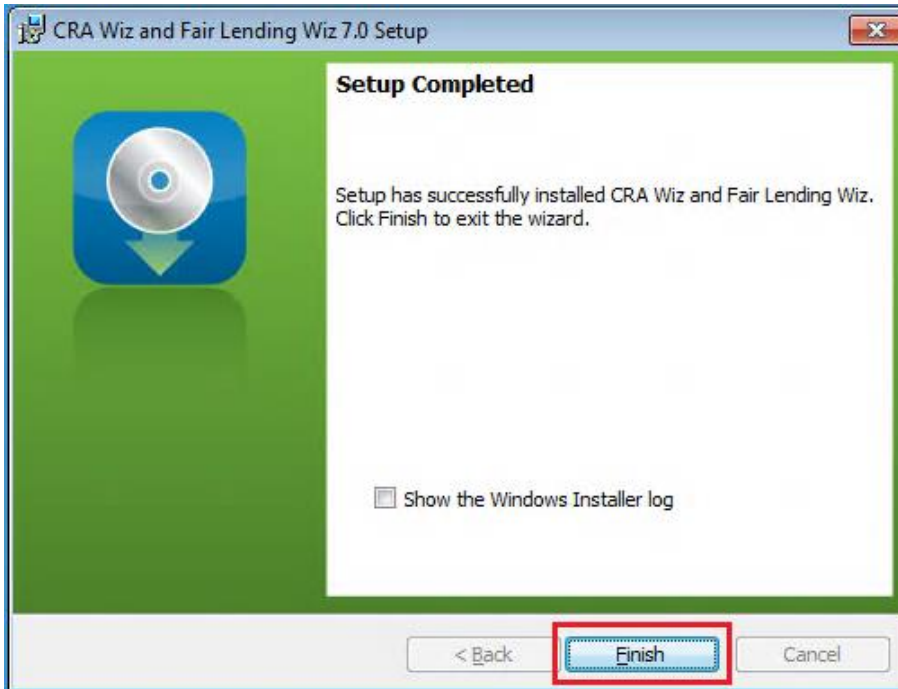 CRA Wiz and Fair Lending Wiz 7.0 Setup
Setup Completed
Setup has successfully installed CRA Wiz and Fair Lending Wiz.
Click Finish to exit the wizard.
Show the Windows Installer log
< Back
Finish
Cancel